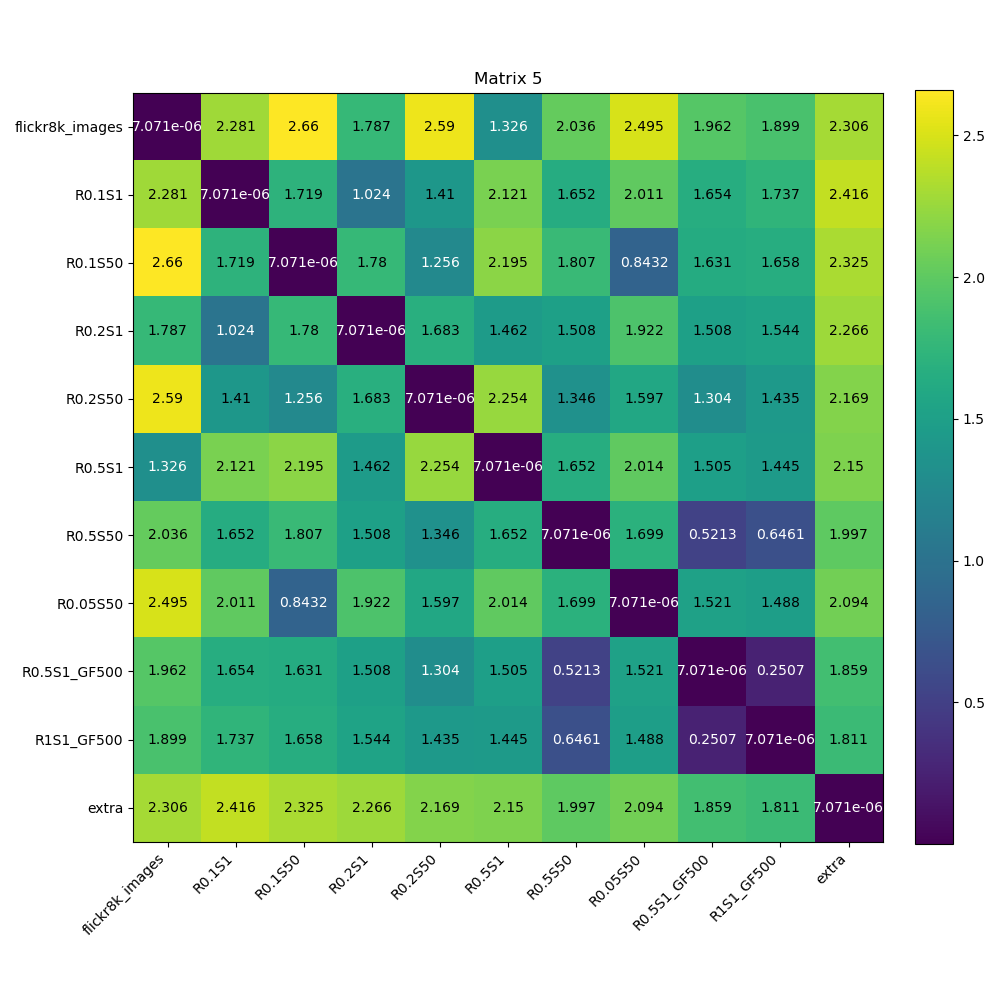 Matrix 5
flickr8k_images 7.071e-06 2.281 2.66 1.787 2.59 1.326 2.036 2.495 1.962 1.899 2.306
R0.1S1 2.281 7.071e-06 1.719 1.024 1.41 2.121 1.652 2.011 1.654 1.737 2.416
R0.1S50 2.66 1.719 7.071e-06 1.78 1.256 2.195 1.807 0.8432 1.631 1.658 2.325
R0.2S1 1.787 1.024 1.78 7.071e-06 1.683 1.462 1.508 1.922 1.508 1.544 2.266
R0.2S50 2.59 1.41 1.256 1.683 7.071e-06 2.254 1.346 1.597 1.304 1.435 2.169
R0.5S1 1.326 2.121 2.195 1.462 2.254 7.071e-06 1.652 2.014 1.505 1.445 2.15
R0.5S50 2.036 1.652 1.807 1.508 1.346 1.652 7.071e-06 1.699 0.5213 0.6461 1.997
R0.05S50 2.495 2.011 0.8432 1.922 1.597 2.014 1.699 7.071e-06 1.521 1.488 2.094
R0.5S1_GF500 1.962 1.654 1.631 1.508 1.304 1.505 0.5213 1.521 7.071e-06 0.2507 1.859
R1S1_GF500 1.899 1.737 1.658 1.544 1.435 1.445 0.6461 1.488 0.2507 7.071e-06 1.811
extra 2.306 2.416 2.325 2.266 2.169 2.15 1.997 2.094 1.859 1.811 7.071e-06
flickr8k_images R0.1S1 R0.1S50 R0.2S1 R0.2S50 R0.5S1 R0.5S50 R0.05S50 R0.5S1_GF500 R1S1_GF500 extra
2.5
2.0
1.5
1.0
0.5